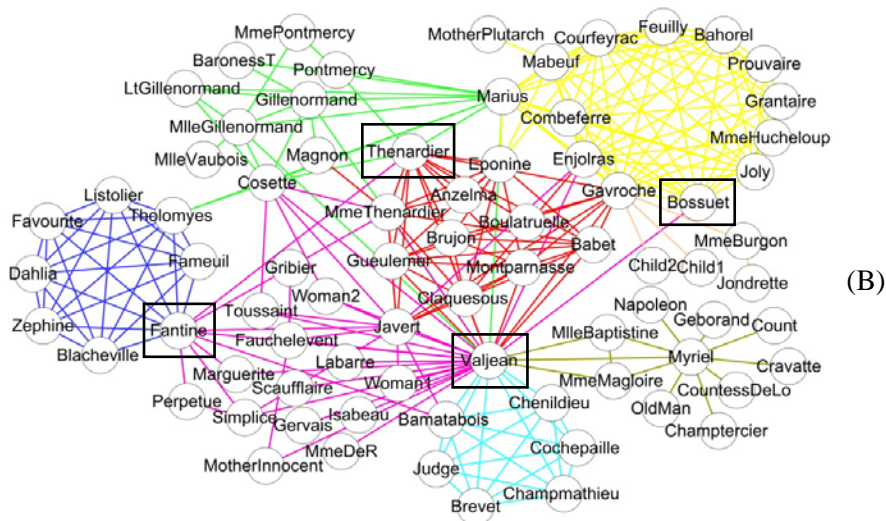 MotherPlutarch
Courfeyrac
Feuilly
Bahorel
MmePontmercy
BaronessT
Pontmercy
Mabeuf
Prouvaire
LtGillenormand
Gillenormand
Marius
Grantaire
Combeferre
MlleGillenormand
MmeHucheloup
MlleVaubois
Magnon
Thenardier
Eponine
Enjolras
Joly
Cosette
Anzelma
Gavroche
Bossuet
Listolier
Favourite
Thelomyes
MmeThenardier
Boulatruelle
Brujon
Babet
MmeBurgon
Dahlia
Fameuil
Gribier
Gueulemur
Montparnasse
Child2
Child1
Jondrette
(B)
Zephine
Fantine
Toussaint
Woman2
Claquesous
Napoleon
Geborand
Count
Blacheville
Fauchelevent
Javert
Valjean
MlleBaptistine
Myriel
Cravatte
Marguerite
Labarre
Scaufflaire
Woman1
MmeMagloire
CountessDeLo
Perpetue
Simplice
Gervais
Isabeau
Bamatabois
Chenildieu
OldMan
Champtercier
MotherInnocent
MmeDeR
Judge
Cochepaille
Brevet
Champmathieu